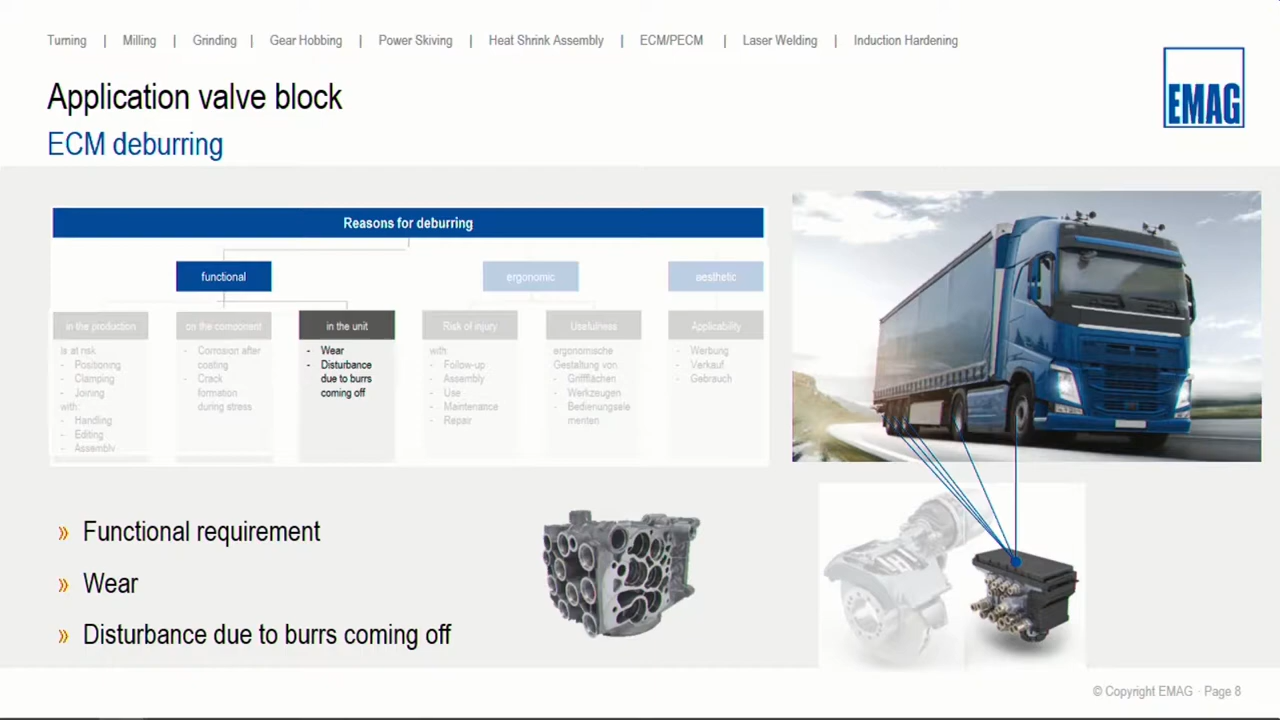 Turning | Milling | Grinding | Gear Hobbing | Power Skiving | Heat Shrink Assembly | ECM/PECM | Laser Welding | Induction Hardening
Application valve block
EMAG
ECM deburring
Reasons for deburring
functional
ergonomic
aesthetic
in the production
on the component
in the unit
Risk of injury
Usefulness
Applicability
Is at risk
- Positioning
- Clamping
- Joining
with:
- Handling
- Editing
- Assembly
- Corrosion after
coating
- Crack
formation
during stress
- Wear
- Disturbance
due to burrs
coming off
with:
- Follow-up
- Assembly
- Use
- Maintenance
- Repair
ergonomische
Gestaltung von:
- Griffflächen
- Werkzeugen
- Bedienungsele
menten
- Werbung
- Verkauf
- Gebrauch
» Functional requirement
» Wear
» Disturbance due to burrs coming off
© Copyright EMAG · Page 8